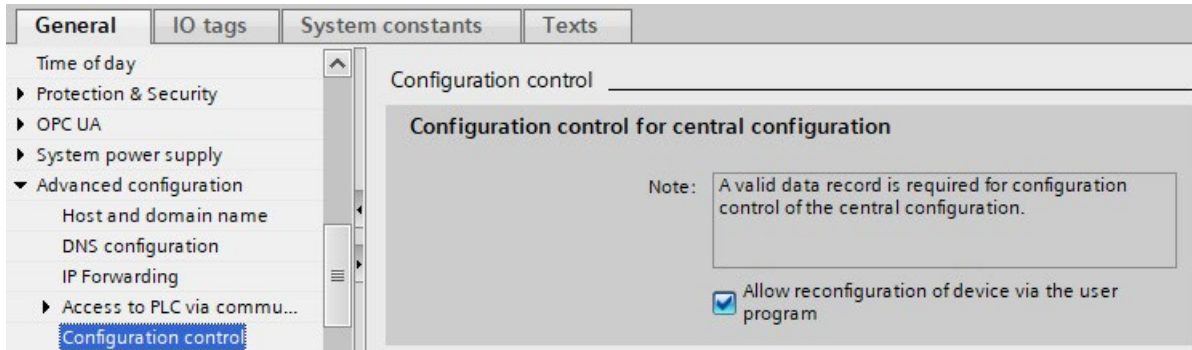 General
IO tags
System constants
Texts
Time of day
Protection & Security
OPC UA
System power supply
Advanced configuration
Host and domain name
DNS configuration
IP Forwarding
Access to PLC via commu...
Configuration control
Configuration control
Configuration control for central configuration
Note:
A valid data record is required for configuration
control of the central configuration.
Allow reconfiguration of device via the user
program